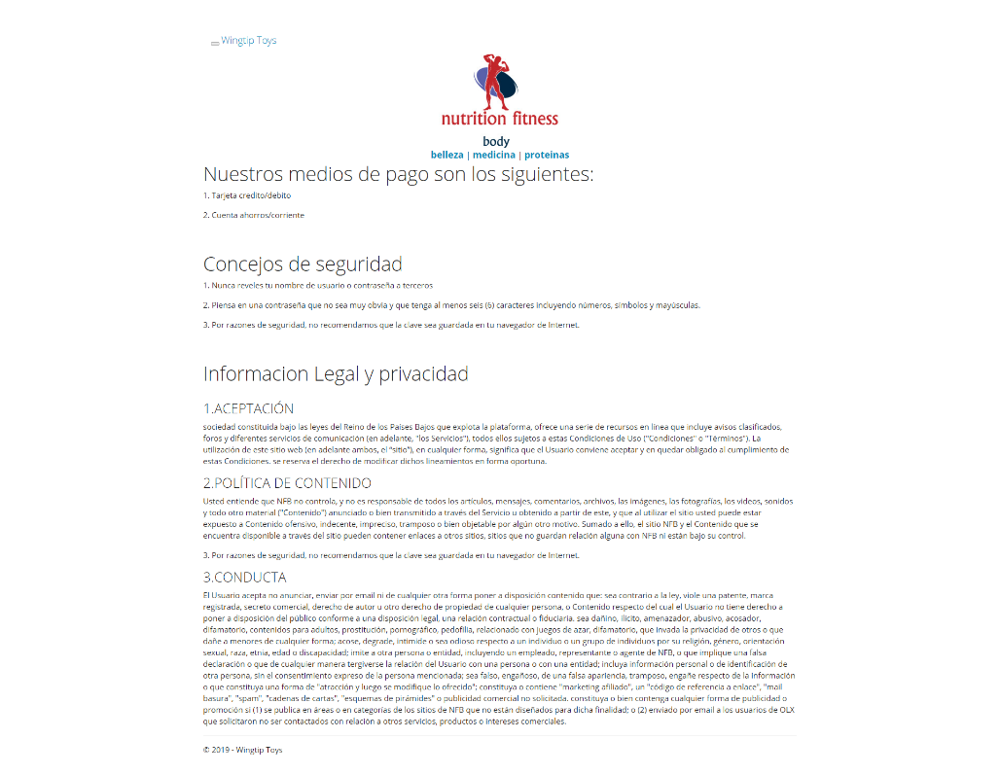 Wingtip Toys
nutrition fitness
body
belleza | medicina | proteinas
Nuestros medios de pago son los siguientes:
1. Tarjeta credito/debito
2. Cuenta ahorros/corriente
Concejos de seguridad
1. Nunca reveles tu nombre de usuario o contraseña a terceros
2. Piensa en una contraseña que no sea muy obvia y que tenga al menos seis (6) caracteres incluyendo números, símbolos y mayúsculas.
3. Por razones de seguridad, no recomendamos que la clave sea guardada en tu navegador de Internet.
Informacion Legal y privacidad
1.ACEPTACIÓN
sociedad constituida bajo las leyes del Reino de los Países Bajos que explota la plataforma, ofrece una serie de recursos en línea que incluye avisos clasificados,
foros y diferentes servicios de comunicación (en adelante, "los Servicios"), todos ellos sujetos a estas Condiciones de Uso ("Condiciones" o "Términos"). La
utilización de este sitio web (en adelante ambos, el "sitio"), en cualquier forma, significa que el Usuario conviene aceptar y en quedar obligado al cumplimiento de
estas Condiciones. se reserva el derecho de modificar dichos lineamientos en forma oportuna.
2.POLÍTICA DE CONTENIDO
Usted entiende que NFB no controla, y no es responsable de todos los artículos, mensajes, comentarios, archivos, las imágenes, las fotografías, los videos, sonidos
y todo otro material ("Contenido") anunciado o bien transmitido a través del Servicio u obtenido a partir de este, y que al utilizar el sitio usted puede estar
expuesto a Contenido ofensivo, indecente, impreciso, tramposo o bien objetable por algún otro motivo. Sumado a ello, el sitio NFB y el Contenido que se
encuentra disponible a través del sitio pueden contener enlaces a otros sitios, sitios que no guardan relación alguna con NFB ni están bajo su control.
3. Por razones de seguridad, no recomendamos que la clave sea guardada en tu navegador de Internet.
3.CONDUCTA
El Usuario acepta no anunciar, enviar por email ni de cualquier otra forma poner a disposición contenido que: sea contrario a la ley, viole una patente, marca
registrada, secreto comercial, derecho de autor u otro derecho de propiedad de cualquier persona, o Contenido respecto del cual el Usuario no tiene derecho a
poner a disposición del público conforme a una disposición legal, una relación contractual o fiduciaria. sea dañino, ilícito, amenazador, abusivo, acosador,
difamatorio, contenidos para adultos, prostitución, pornográfico, pedofilia, relacionado con juegos de azar, difamatorio, que invada la privacidad de otros o que
dañe a menores de cualquier forma; acose, degrade, intimide o sea odioso respecto a un individuo o un grupo de individuos por su religión, género, orientación
sexual, raza, etnia, edad o discapacidad; imite a otra persona o entidad, incluyendo un empleado, representante o agente de NFB, o que implique una falsa
declaración o que de cualquier manera tergiverse la relación del Usuario con una persona o con una entidad; incluya información personal o de identificación de
otra persona, sin el consentimiento expreso de la persona mencionada; sea falso, engañoso, de una falsa apariencia, tramposo, engañe respecto de la información
o que constituya una forma de "atracción y luego se modifique lo ofrecido"; constituya o contiene "marketing afiliado", un "código de referencia a enlace", "mail
basura", "spam", "cadenas de cartas", "esquemas de pirámides" o publicidad comercial no solicitada. constituya o bien contenga cualquier forma de publicidad o
promoción si (1) se publica en áreas o en categorías de los sitios de NFB que no están diseñados para dicha finalidad; o (2) enviado por email a los usuarios de OLX
que solicitaron no ser contactados con relación a otros servicios, productos o intereses comerciales.
© 2019 - Wingtip Toys